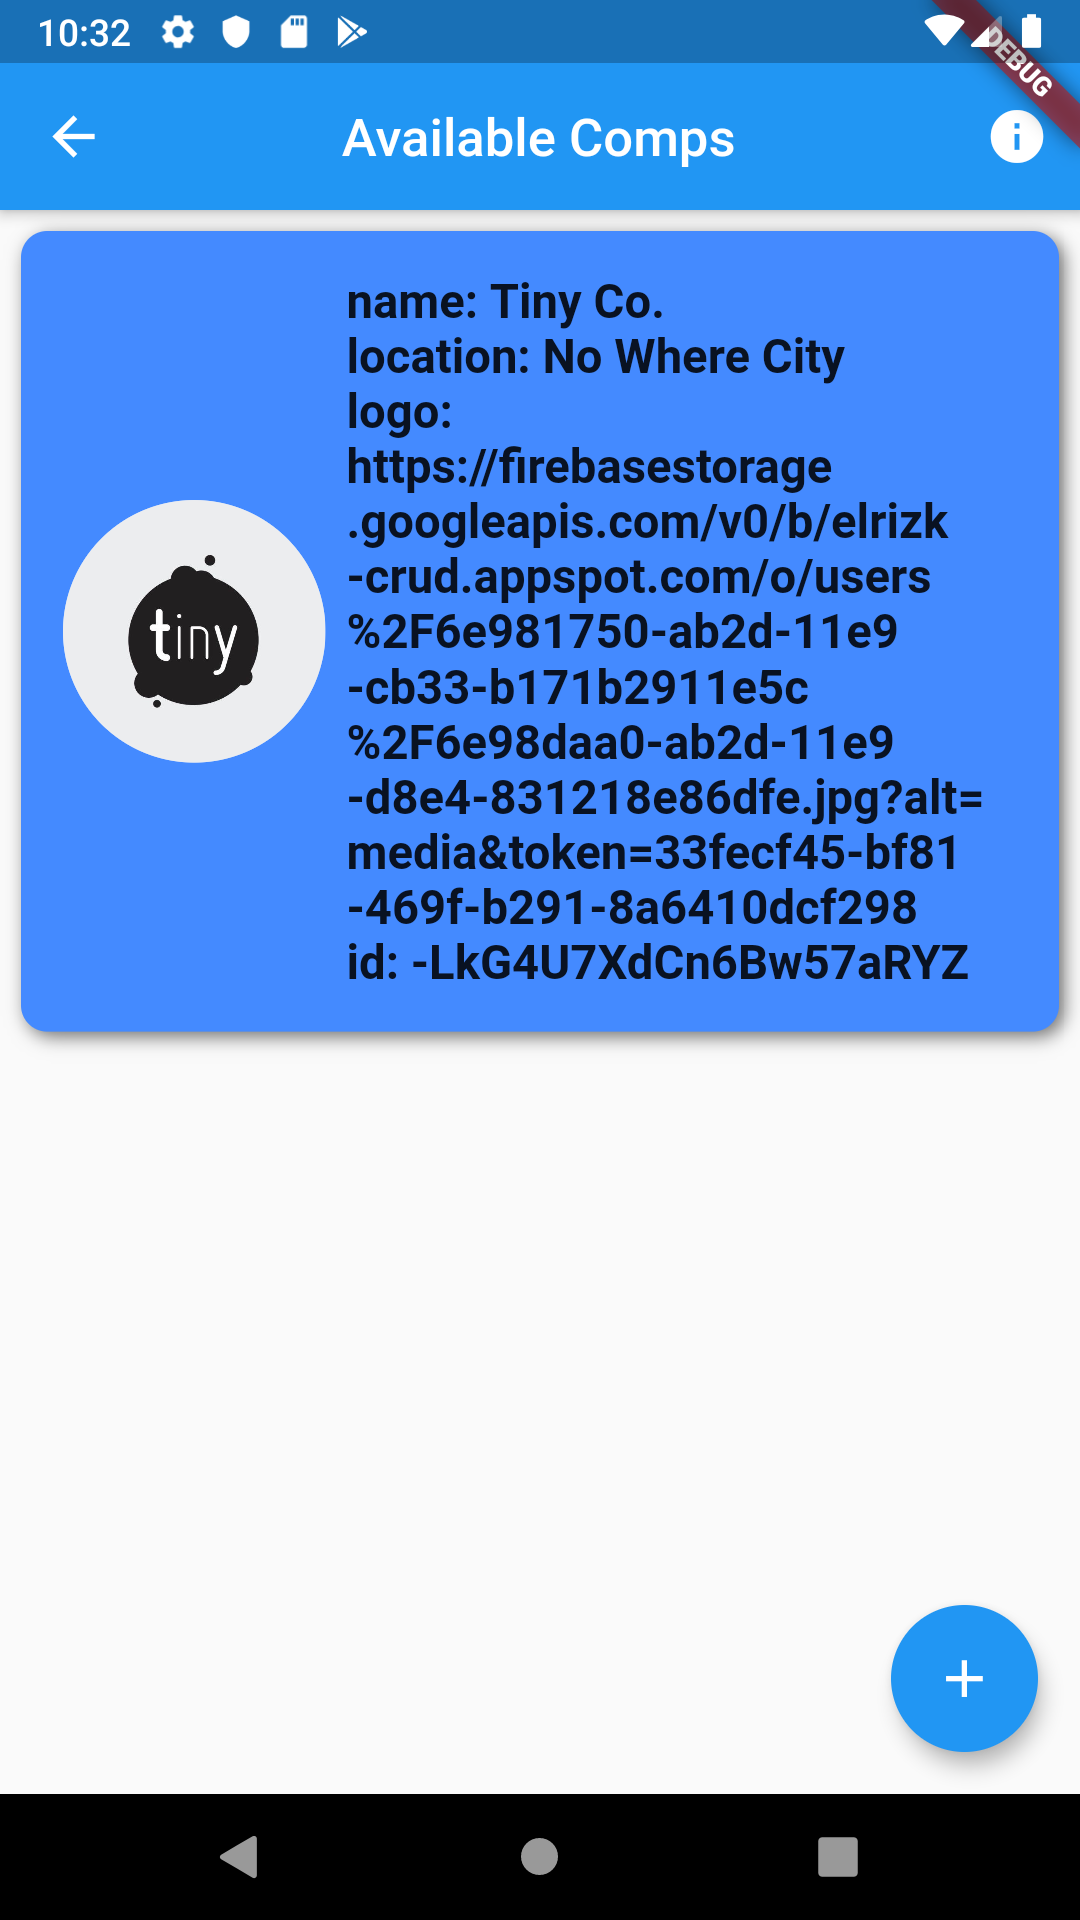 10:32
DEBUG
Available Comps
name: Tiny Co.
location: No Where City
logo:
https://firebasestorage
.googleapis.com/v0/b/elrizk
-crud.appspot.com/o/users
%2F6e981750-ab2d-11e9
-cb33-b171b2911e5c
%2F6e98daa0-ab2d-11e9
-d8e4-831218e86dfe.jpg?alt=
media&token=33fecf45-bf81
-469f-b291-8a6410dcf298
id: -LkG4U7XdCn6Bw57aRYZ
tiny